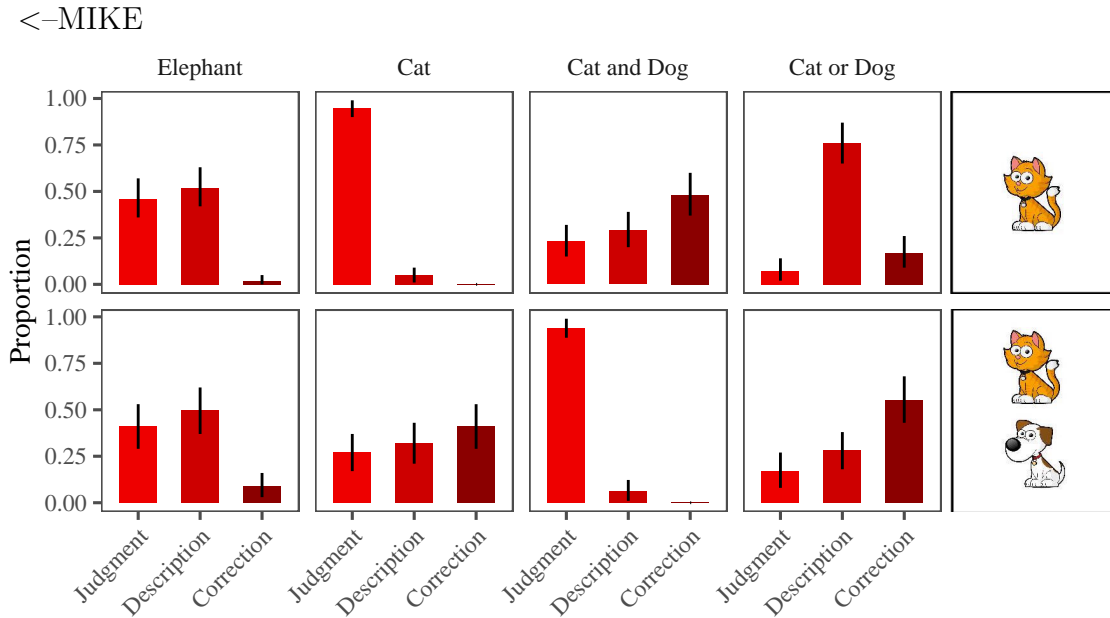 <–MIKE
Elephant Cat Cat and Dog Cat or Dog
Proportion
1.00
0.75
0.50
0.25
0.00
1.00
0.75
0.50
0.25
0.00
Judgment Description Correction Judgment Description Correction Judgment Description Correction Judgment Description Correction